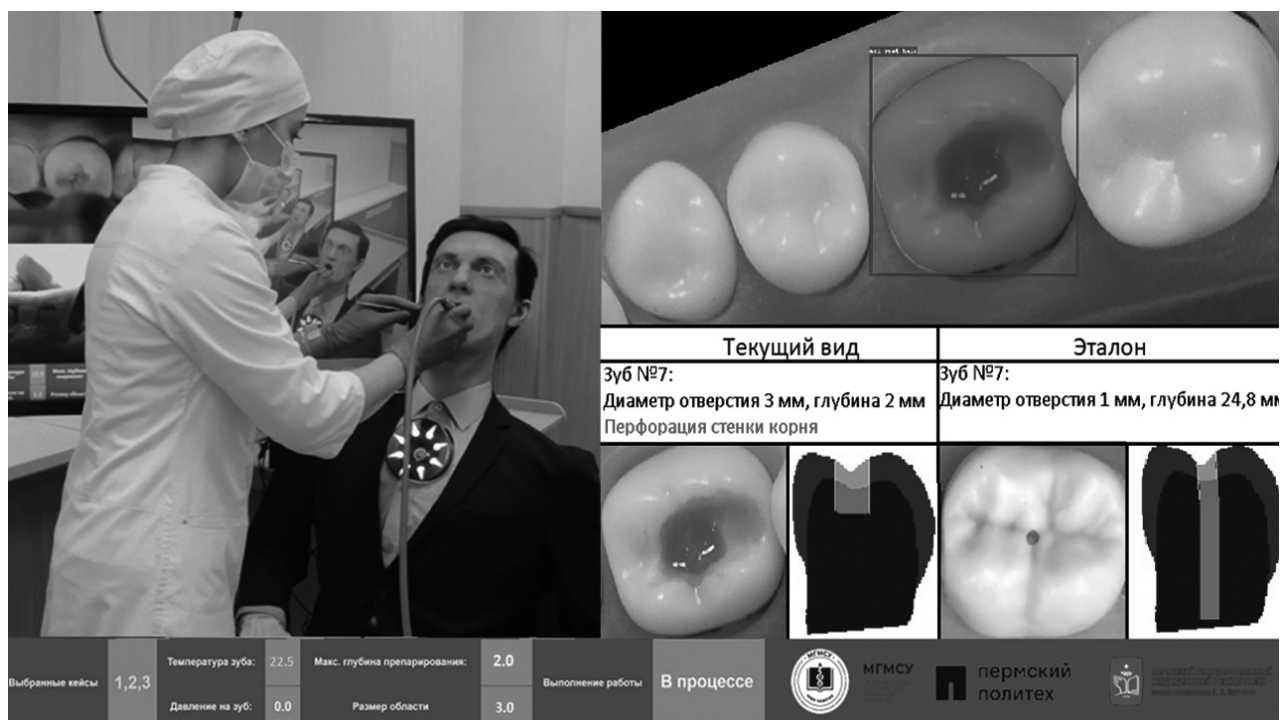 Текущий вид
Эталон
Зуб №7:
Диаметр отверстия 3 мм, глубина 2 мм
Перфорация стенки корня
Зуб №7:
Диаметр отверстия 1 мм, глубина 24,8 мм
Выбранные кейсы
1,2,3
Температура зуба:
22.5
Макс. глубина препарирования:
2.0
Давление на зуб:
0.0
Размер области
3.0
Выполнение работы
В процессе
МГМСУ
МГМСУ
пермский
политех